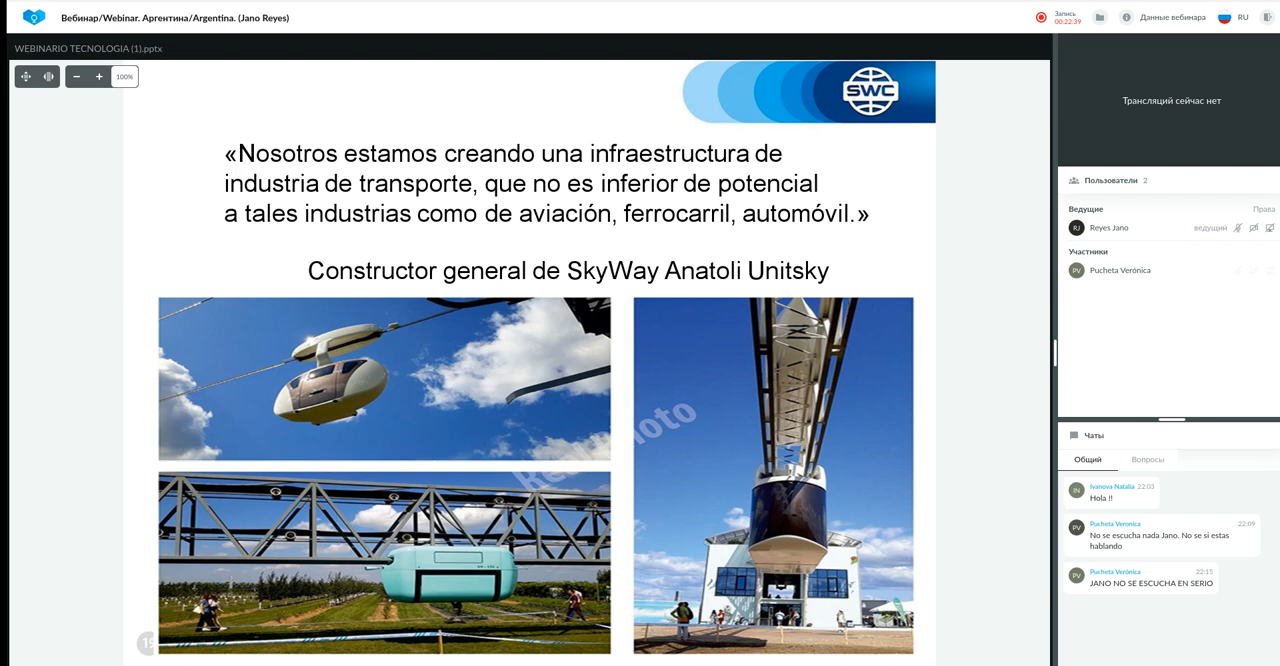 Вебинар/Webinar. Аргентина/Argentina. (Jano Reyes)
Запись
00:22:39
Данные вебинара
RU
WEBINARIO TECNOLOGIA (1).pptx
100%
SWC
«Nosotros estamos creando una infraestructura de
industria de transporte, que no es inferior de potencial
a tales industrias como de aviación, ferrocarril, automóvil.»
Constructor general de SkyWay Anatoli Unitsky
19
Трансляций сейчас нет
Пользователи 2
Ведущие Права
RJ Reyes Jano ведущий
Участники
PV Pucheta Verónica
Чаты
Общий Вопросы
IN Ivanova Natalia 22:03
Hola !!
PV Pucheta Veronica 22:09
No se escucha nada Jano. No se si estas
hablando
PV Pucheta Verónica 22:15
JANO NO SE ESCUCHA EN SERIO